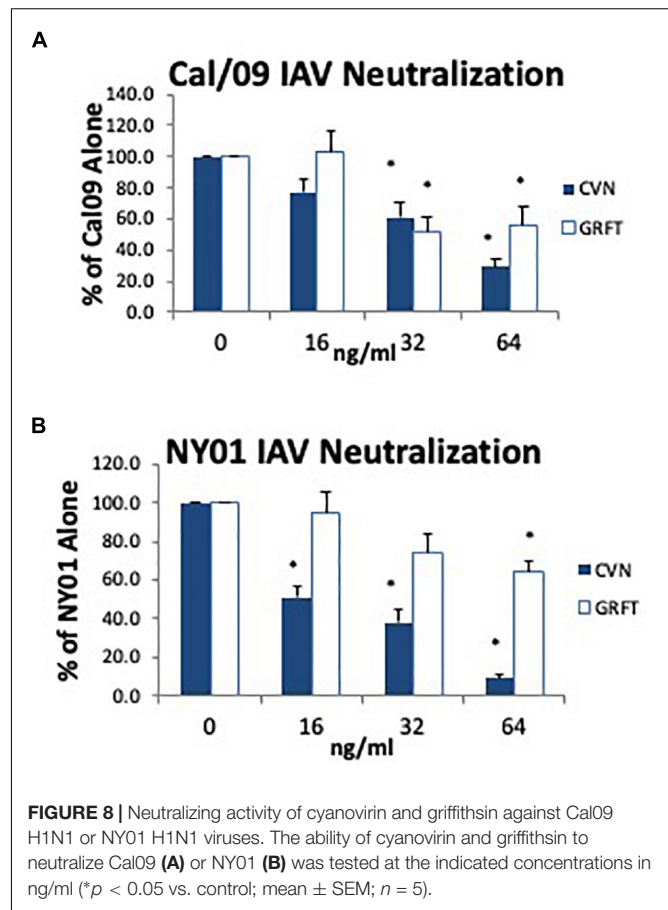 A
Cal/09 IAV Neutralization
% of Cal09 Alone
140.0
120.0
100.0
80.0
60.0
40.0
20.0
0.0
* * * *
CVN
GRFT
0 16 32 64
ng/ml
B
NY01 IAV Neutralization
% of NY01 Alone
120.0
100.0
80.0
60.0
40.0
20.0
0.0
* * * *
CVN
GRFT
0 16 32 64
ng/ml
FIGURE 8 | Neutralizing activity of cyanovirin and griffithsin against Cal09
H1N1 or NY01 H1N1 viruses. The ability of cyanovirin and griffithsin to
neutralize Cal09 (A) or NY01 (B) was tested at the indicated concentrations in
ng/ml (*p < 0.05 vs. control; mean ± SEM; n = 5).